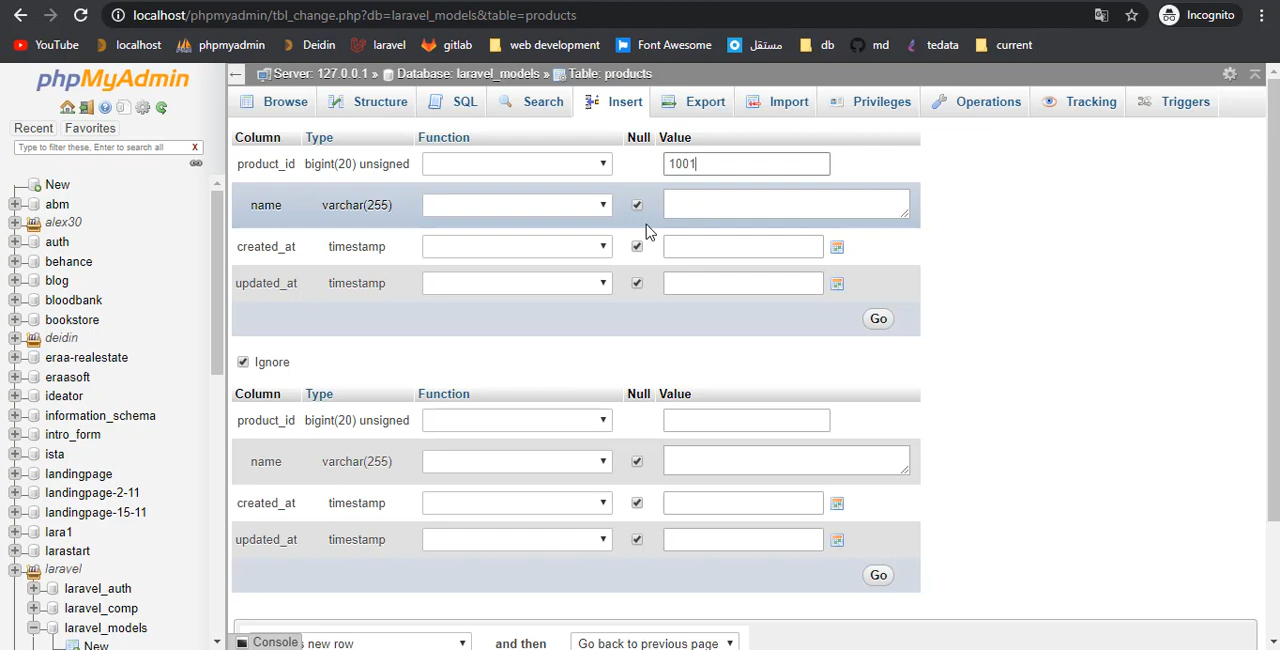 localhost/phpmyadmin/tbl_change.php?db=laravel_models&table=products
Incognito
YouTube
localhost
phpmyadmin
Deidin
laravel
gitlab
web development
Font Awesome
مستقل
db
md
tedata
current
phpMyAdmin
Recent
Favorites
Type to filter these, Enter to search all
X
New
abm
alex30
auth
behance
blog
bloodbank
bookstore
deidin
eraa-realestate
eraasoft
ideator
information_schema
intro_form
ista
landingpage
landingpage-2-11
landingpage-15-11
lara1
larastart
laravel
laravel_auth
laravel_comp
laravel_models
New
Server: 127.0.0.1 » Database: laravel_models » Table: products
Browse
Structure
SQL
Search
Insert
Export
Import
Privileges
Operations
Tracking
Triggers
Column Type Function Null Value
product_id bigint(20) unsigned 1001
name varchar(255)
created_at timestamp
updated_at timestamp
Go
Ignore
Column Type Function Null Value
product_id bigint(20) unsigned
name varchar(255)
created_at timestamp
updated_at timestamp
Go
Console
s new row
and then
Go back to previous page